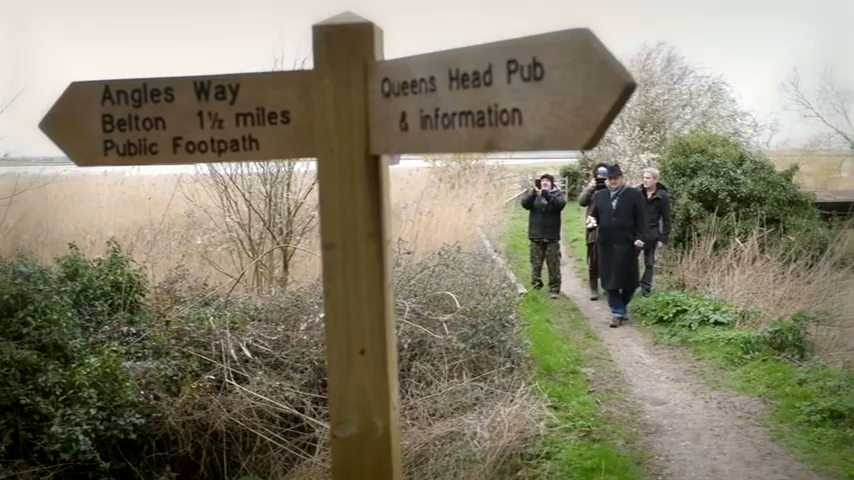 Angles Way
Belton 1½ miles
Public Footpath
Queens Head Pub
& information